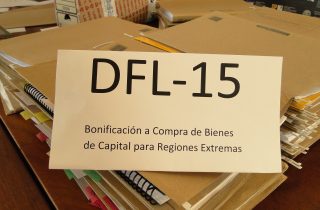 DFL-15
Bonificación a Compra de Bienes
de Capital para Regiones Extremas